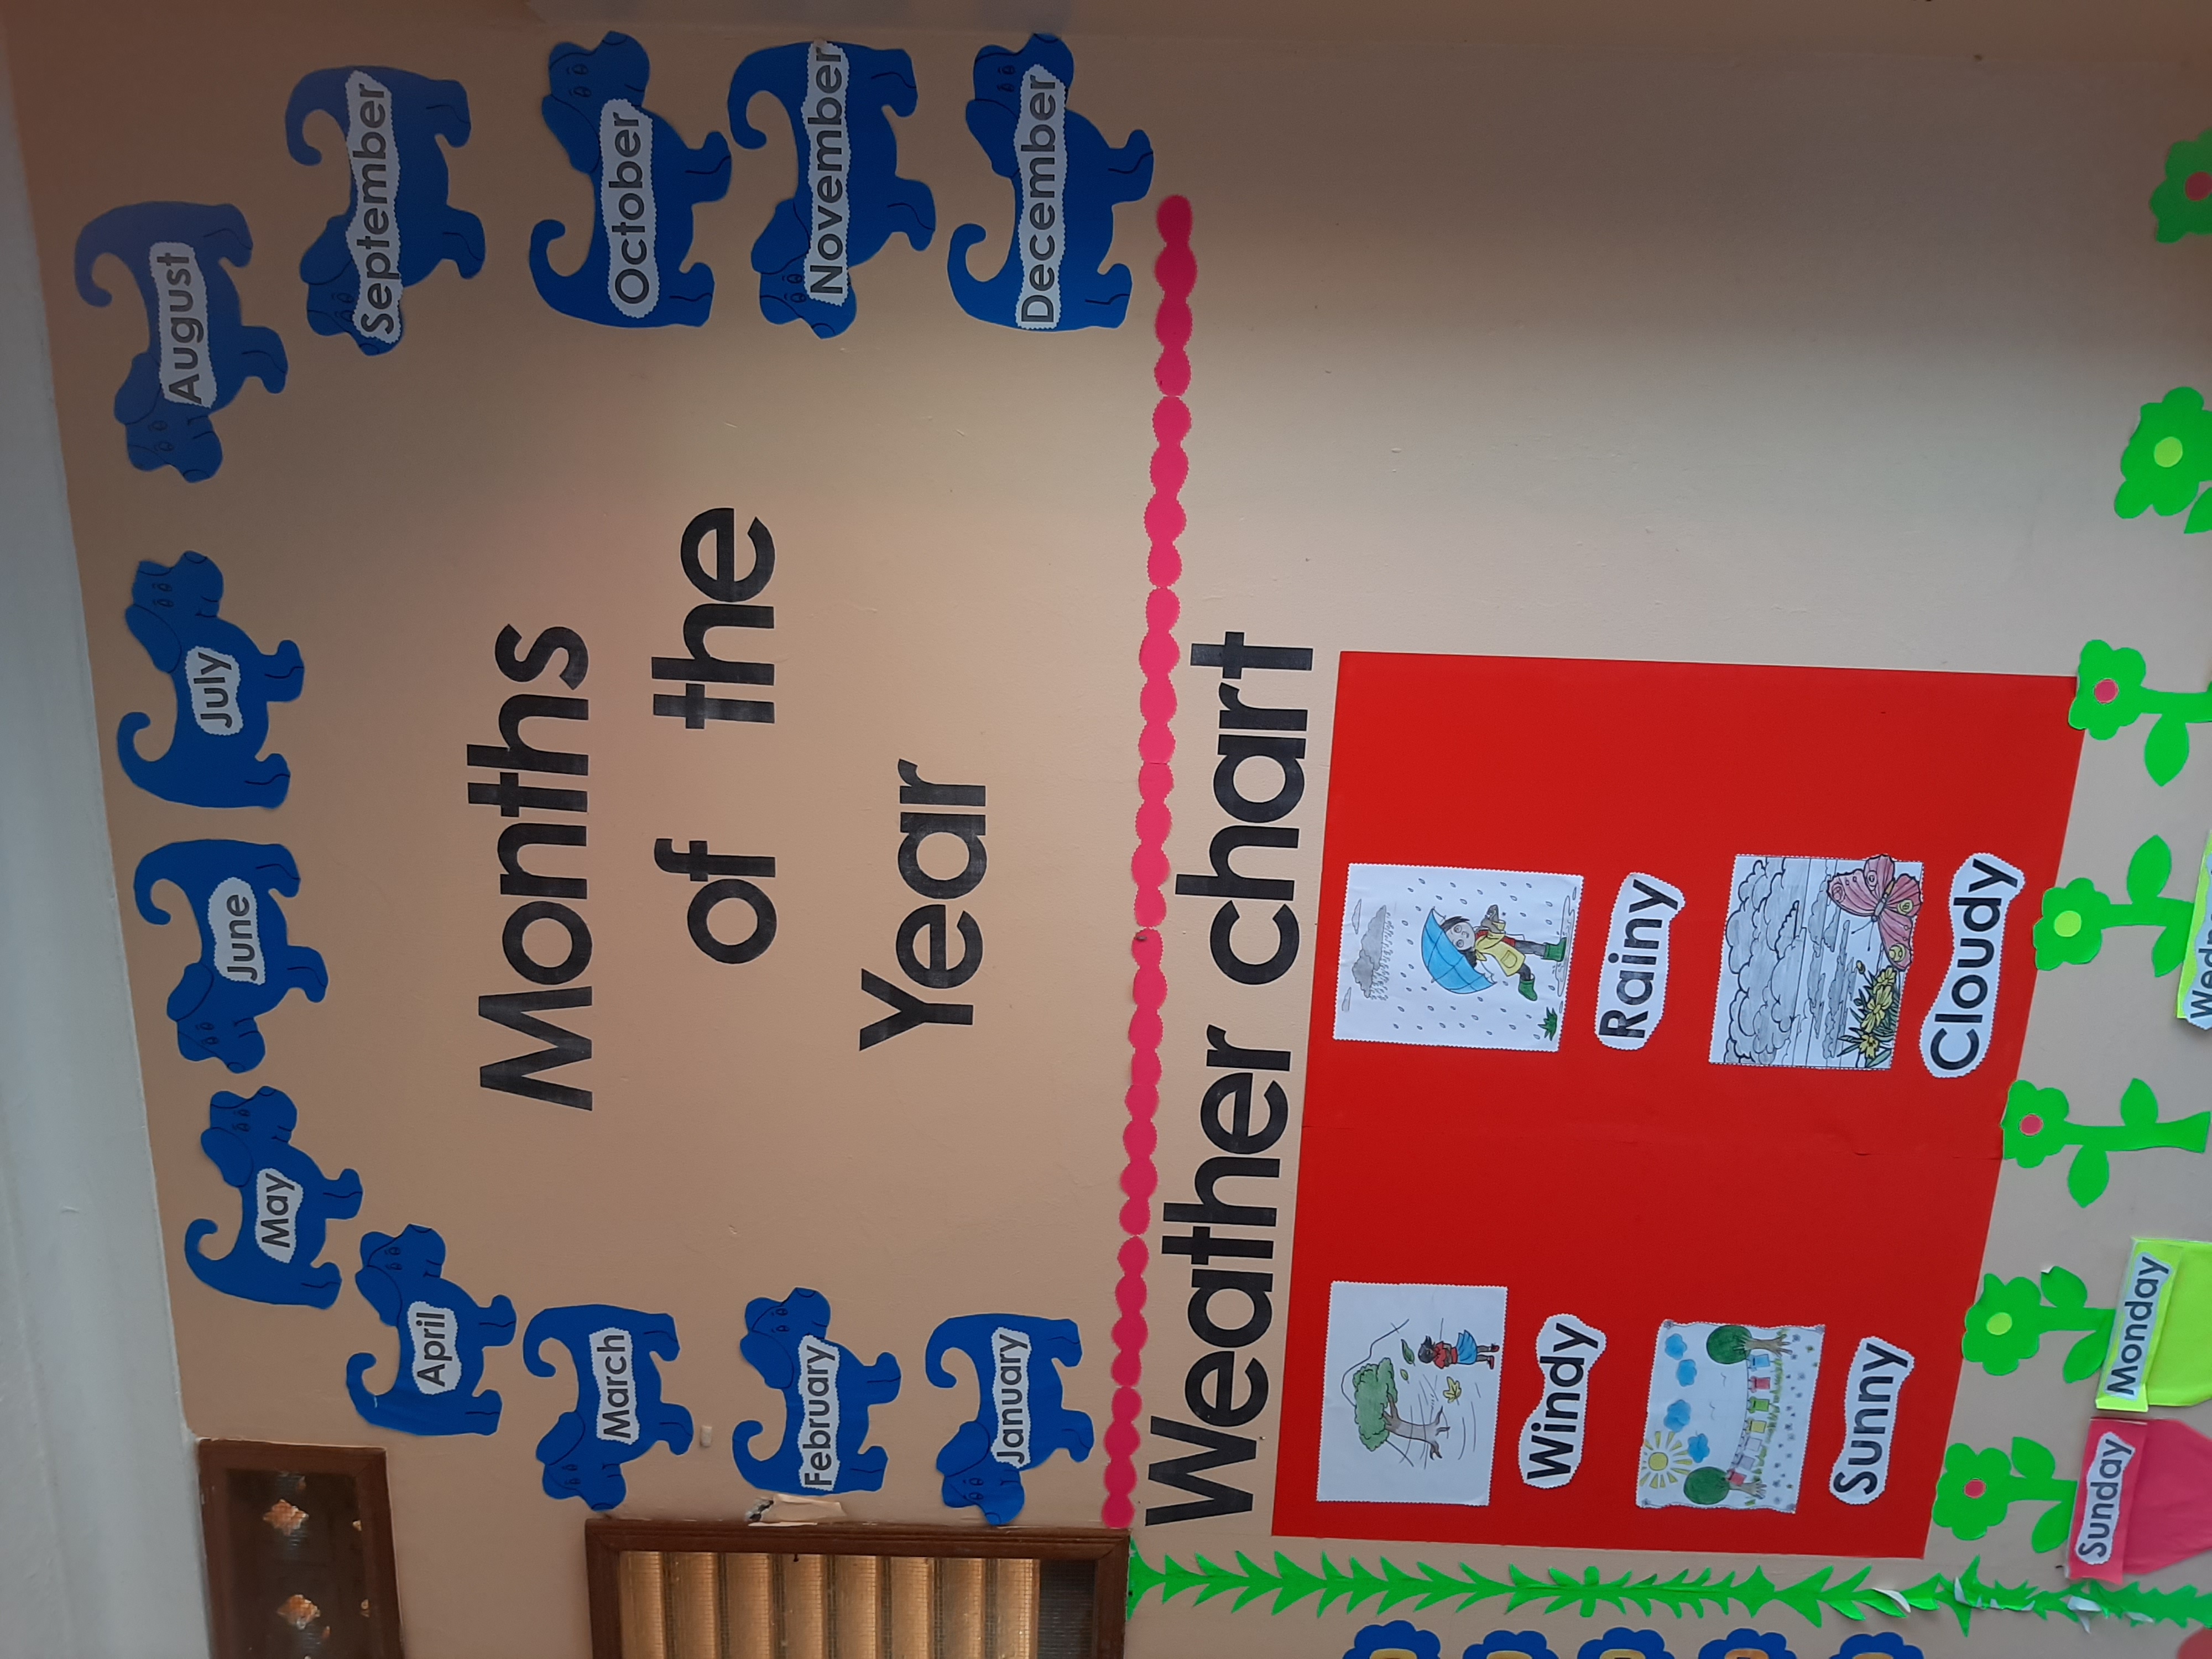 May
June
July
August
April
September
March
October
February
November
January
December
Months
of the
Year
Weather chart
Windy
Rainy
Sunny
Cloudy
Sunday
Monday